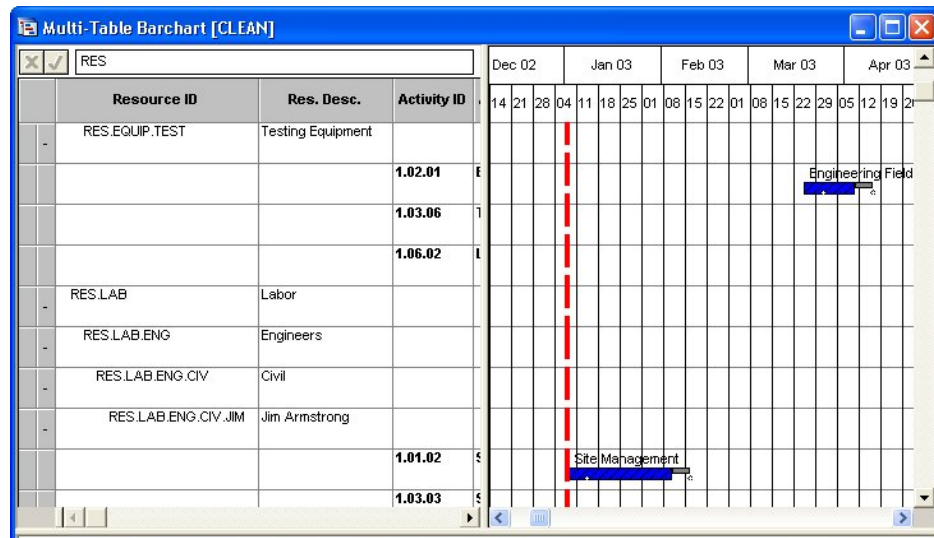 Multi-Table Barchart [CLEAN]
RES
Dec 02 Jan 03 Feb 03 Mar 03 Apr 03
Resource ID Res. Desc. Activity ID
14 21 28 04 11 18 25 01 08 15 22 01 08 15 22 29 05 12 19
- RES.EQUIP.TEST Testing Equipment
1.02.01 E Engineering Field
1.03.06 T
1.06.02 L
- RES.LAB Labor
- RES.LAB.ENG Engineers
- RES.LAB.ENG.CIV Civil
- RES.LAB.ENG.CIV.JIM Jim Armstrong
1.01.02 S Site Management
1.03.03 S